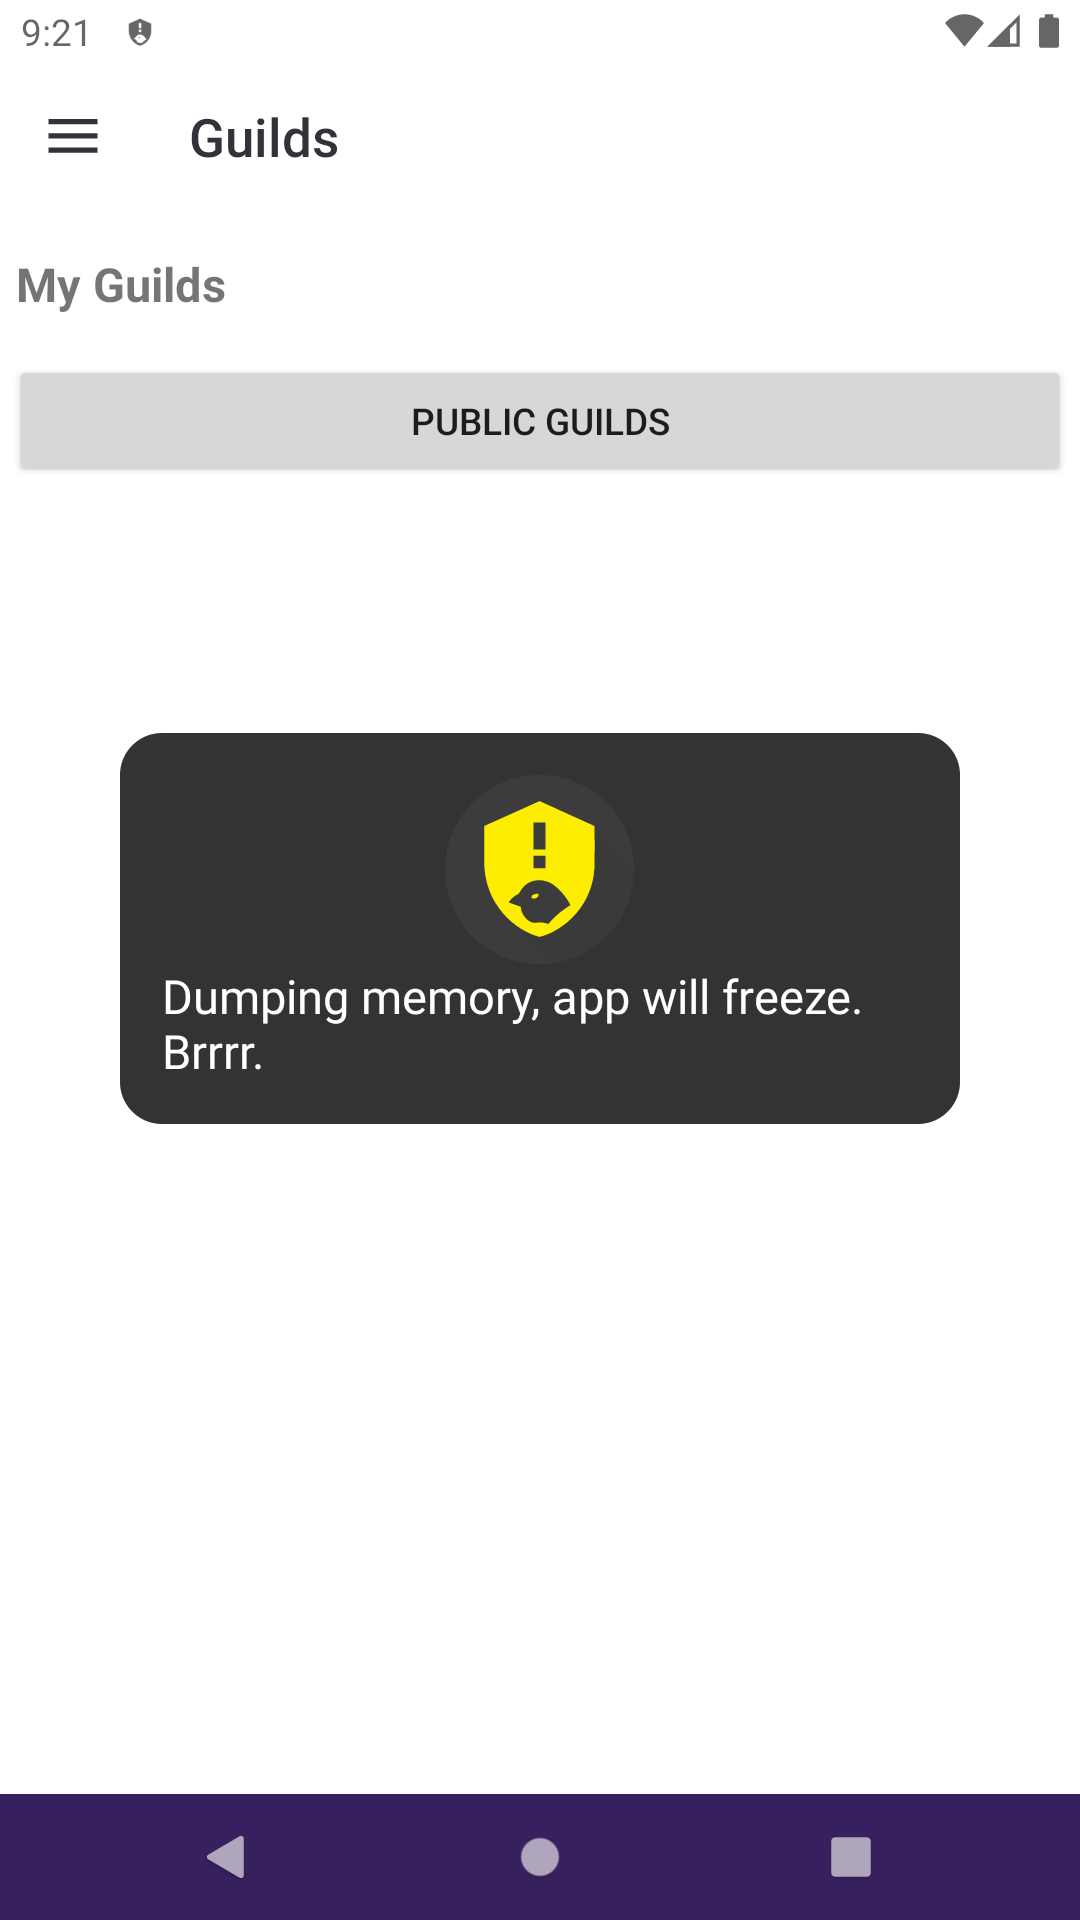 9:21
Guilds
My Guilds
PUBLIC GUILDS
Dumping memory, app will freeze.
Brrrr.